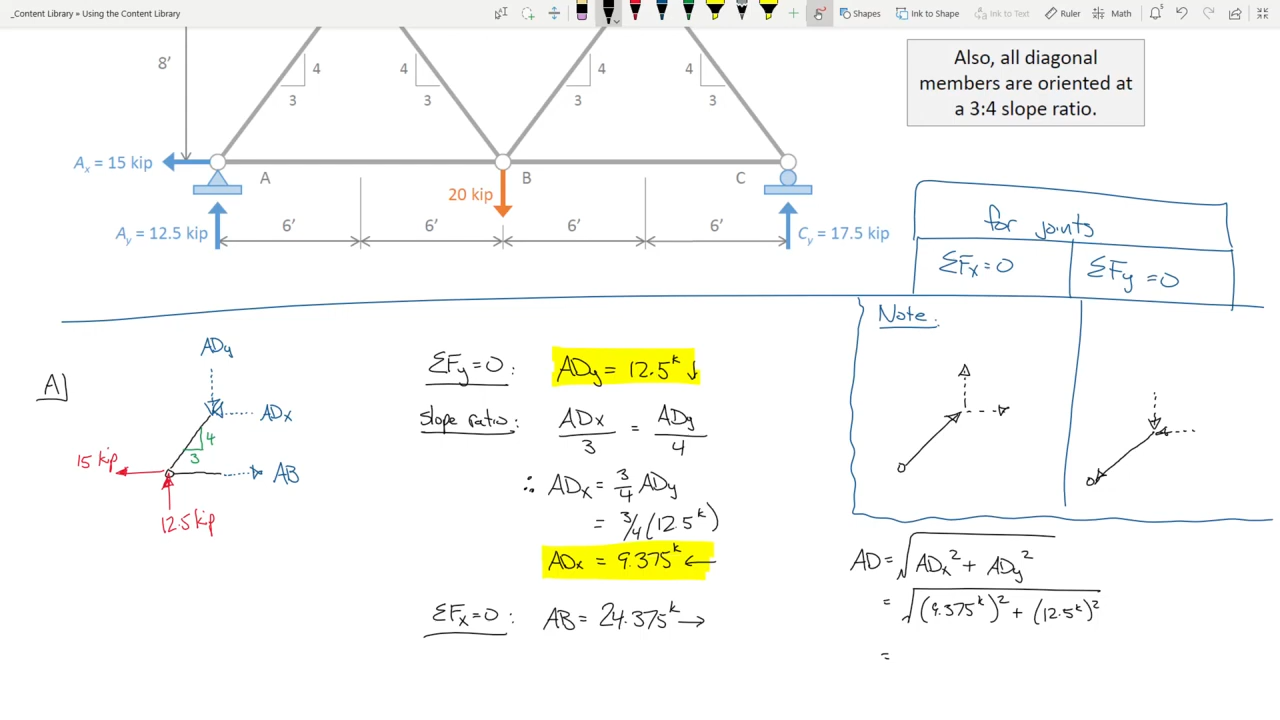 _Content Library » Using the Content Library
Shapes
Ink to Shape
Ink to Text
Ruler
Math
8’
4
3
4
3
4
3
4
3
Also, all diagonal
members are oriented at
a 3:4 slope ratio.
Aₓ = 15 kip
A
20 kip
B
C
6’
6’
6’
6’
Aᵧ = 12.5 kip
Cᵧ = 17.5 kip
for joints
ΣFx=0
ΣFy=0
Note:
A
ADy
ADx
4
3
15 kip
AB
12.5 kip
ΣFy=0:
ADy = 12.5ᵏ ↓
slope ratio:
ADx/3 = ADy/4
∴ ADx = 3/4 ADy
= 3/4 (12.5ᵏ)
ADx = 9.375ᵏ ←
ΣFx=0:
AB = 24.375ᵏ →
AD = √ADx² + ADy²
= √(9.375ᵏ)² + (12.5ᵏ)²
=